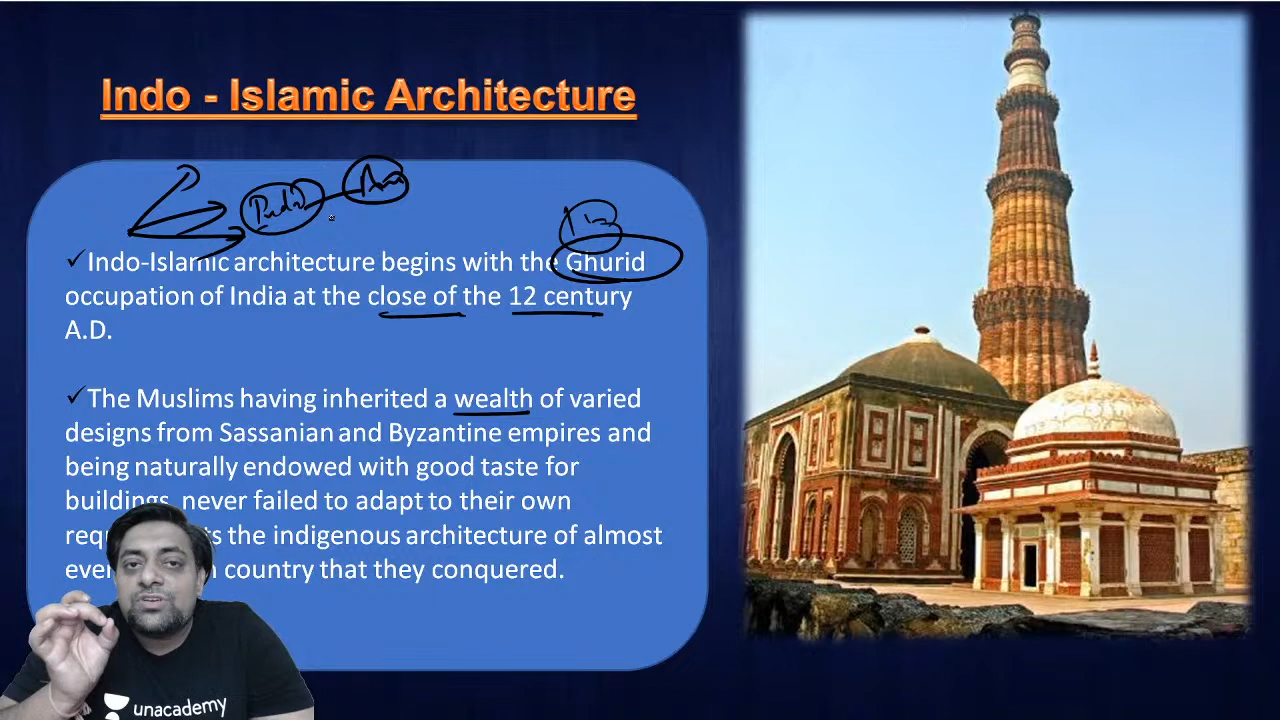 Indo - Islamic Architecture
✓Indo-Islamic architecture begins with the Ghurid
occupation of India at the close of the 12 century
A.D.
✓The Muslims having inherited a wealth of varied
designs from Sassanian and Byzantine empires and
being naturally endowed with good taste for
buildings, never failed to adapt to their own
the indigenous architecture of almost
country that they conquered.
unacademy